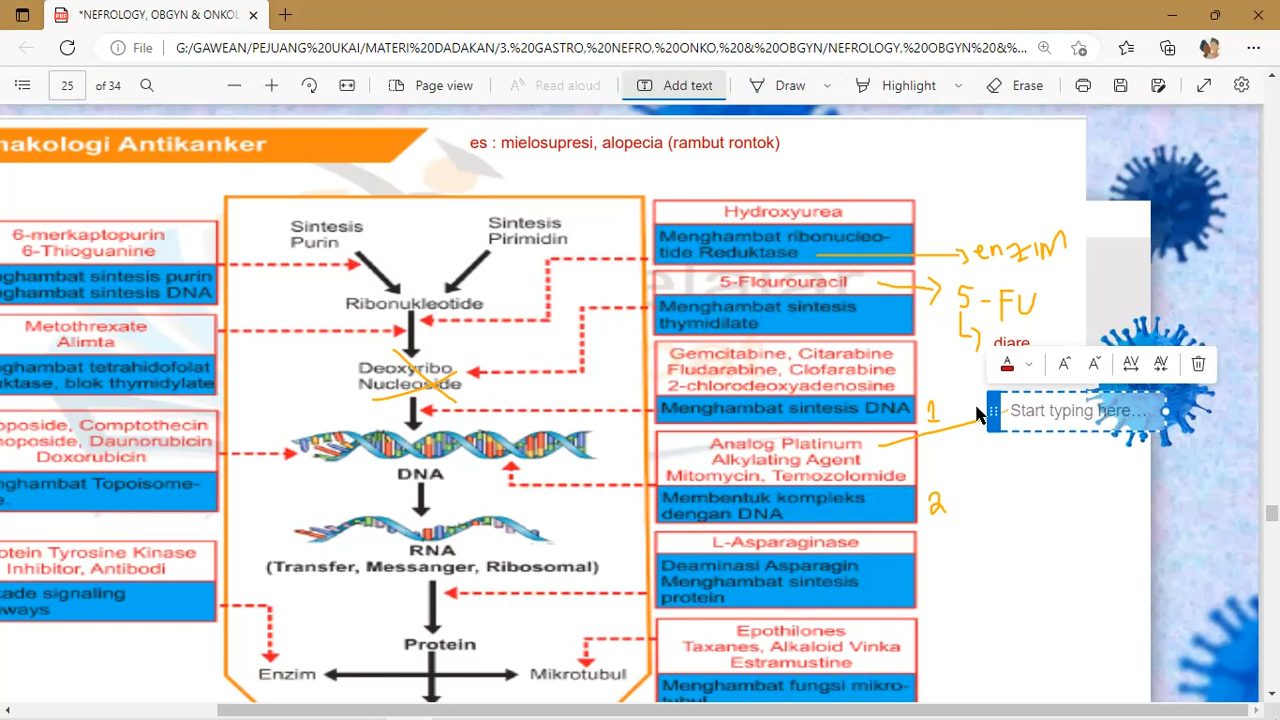 *NEFROLOGY, OBGYN & ONKOL
File
G:/GAWEAN/PEJUANG%20UKAI/MATERI%20DADAKAN/3.%20GASTRO,%20NEFRO,%20ONKO,%20&%20OBGYN/NEFROLOGY,%20OBGYN%20&%...
25 of 34
Page view
Read aloud
Add text
Draw
Highlight
Erase
nakologi Antikanker
es : mielosupresi, alopecia (rambut rontok)
6-merkaptopurin
6-Thioguanine
nghambat sintesis purin
nghambat sintesis DNA
Metothrexate
Alimta
hambat tetrahidofolat
uktase, blok thymidylate
oposide, Comptothecin
noposide, Daunorubicin
Doxorubicin
nghambat Topoisome-
e.
otein Tyrosine Kinase
Inhibitor, Antibodi
kade signaling
ways
Sintesis
Purin
Sintesis
Pirimidin
Ribonukleotide
Deoxyribo
Nucleoside
DNA
RNA
(Transfer, Messanger, Ribosomal)
Protein
Enzim
Mikrotubul
Hydroxyurea
Menghambat ribonucleo-
tide Reduktase
5-Flourouracil
Menghambat sintesis
thymidilate
Gemcitabine, Citarabine
Fludarabine, Clofarabine
2-chlorodeoxyadenosine
Menghambat sintesis DNA
Analog Platinum
Alkylating Agent
Mitomycin, Temozolomide
Membentuk kompleks
dengan DNA
L-Asparaginase
Deaminasi Asparagin
Menghambat sintesis
protein
Epothilones
Taxanes, Alkaloid Vinka
Estramustine
Menghambat fungsi mikro-
tubul
enzIM
5-FU
diare
Start typing here...
1
2